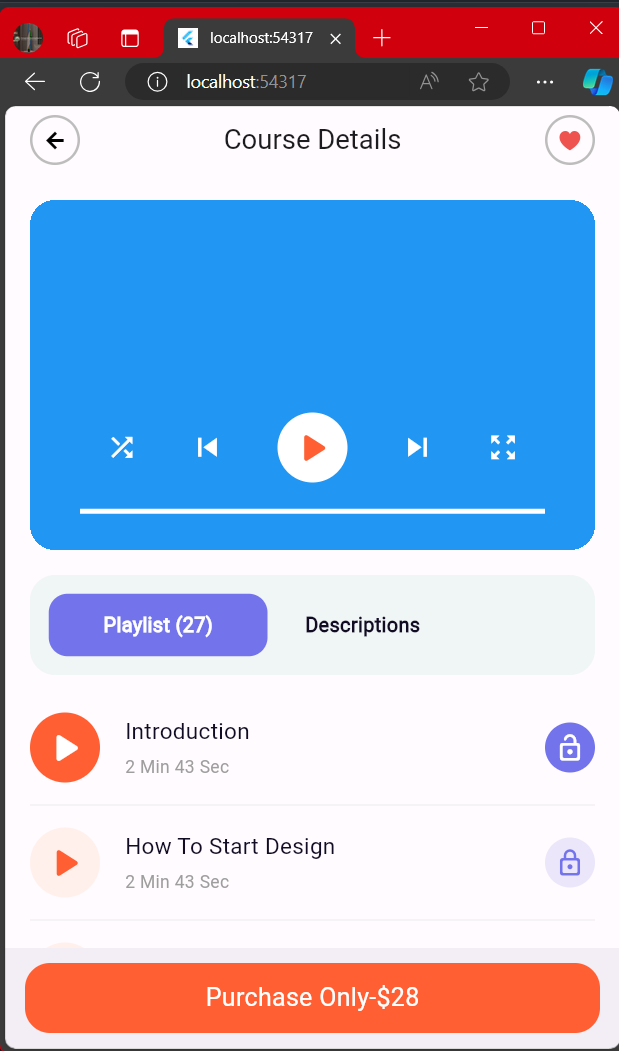 localhost:54317
localhost:54317
Course Details
Playlist (27)
Descriptions
Introduction
2 Min 43 Sec
How To Start Design
2 Min 43 Sec
Purchase Only-$28